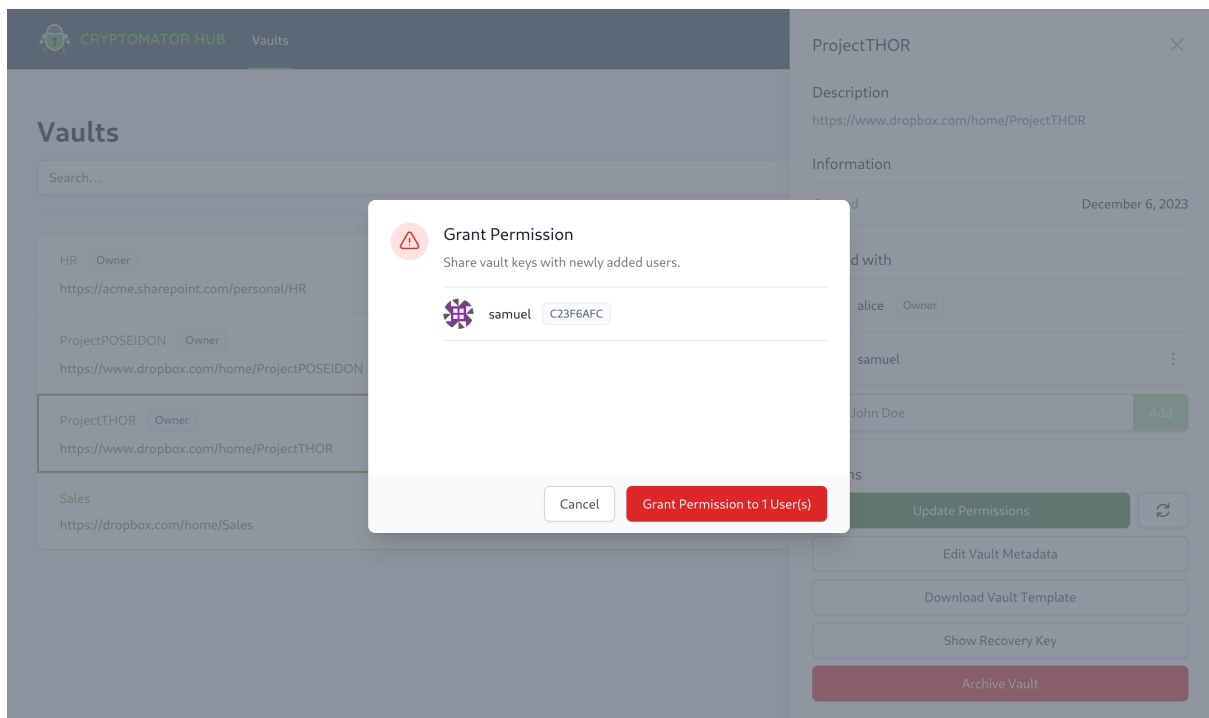 CRYPTOMATOR HUB Vaults
Vaults
Search...
HR Owner
https://acme.sharepoint.com/personal/HR
ProjectPOSEIDON Owner
https://www.dropbox.com/home/ProjectPOSEIDON
ProjectTHOR Owner
https://www.dropbox.com/home/ProjectTHOR
Sales
https://dropbox.com/home/Sales
Grant Permission
Share vault keys with newly added users.
samuel C23F6AFC
Cancel Grant Permission to 1 User(s)
ProjectTHOR
Description
https://www.dropbox.com/home/ProjectTHOR
Information
December 6, 2023
with
alice Owner
samuel
John Doe Add
Update Permissions
Edit Vault Metadata
Download Vault Template
Show Recovery Key
Archive Vault